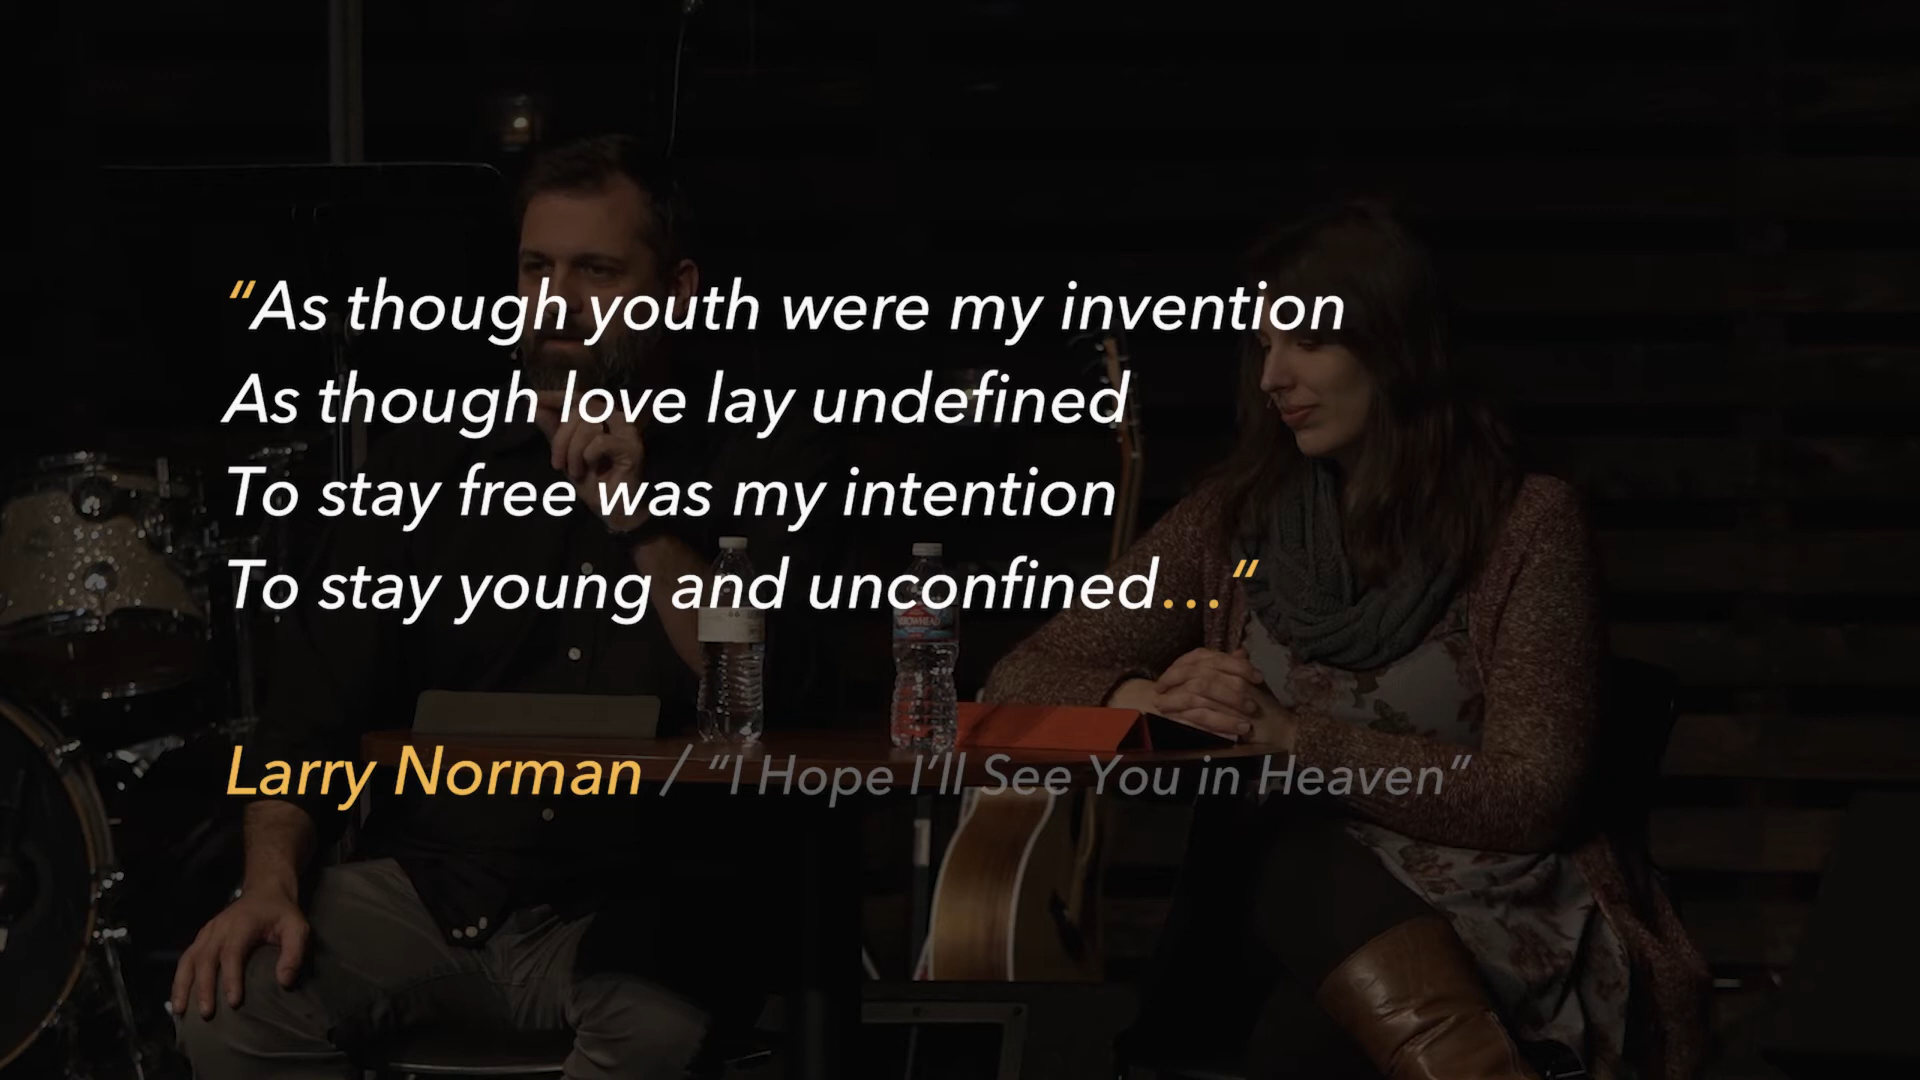 “As though youth were my invention
As though love lay undefined
To stay free was my intention
To stay young and unconfined…“
Larry Norman / “I Hope I’ll See You in Heaven”
ARROWHEAD